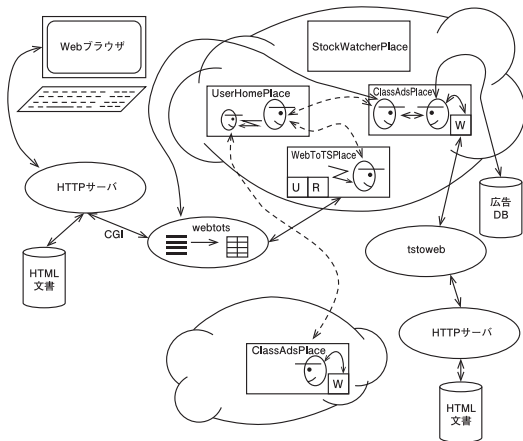 Webブラウザ
StockWatcherPlace
UserHomePlace
ClassAdsPlace
W
WebToTSPlace
U R
HTTPサーバ
広告
DB
CGI
webtots
tstoweb
HTML
文書
ClassAdsPlace
W
HTTPサーバ
HTML
文書